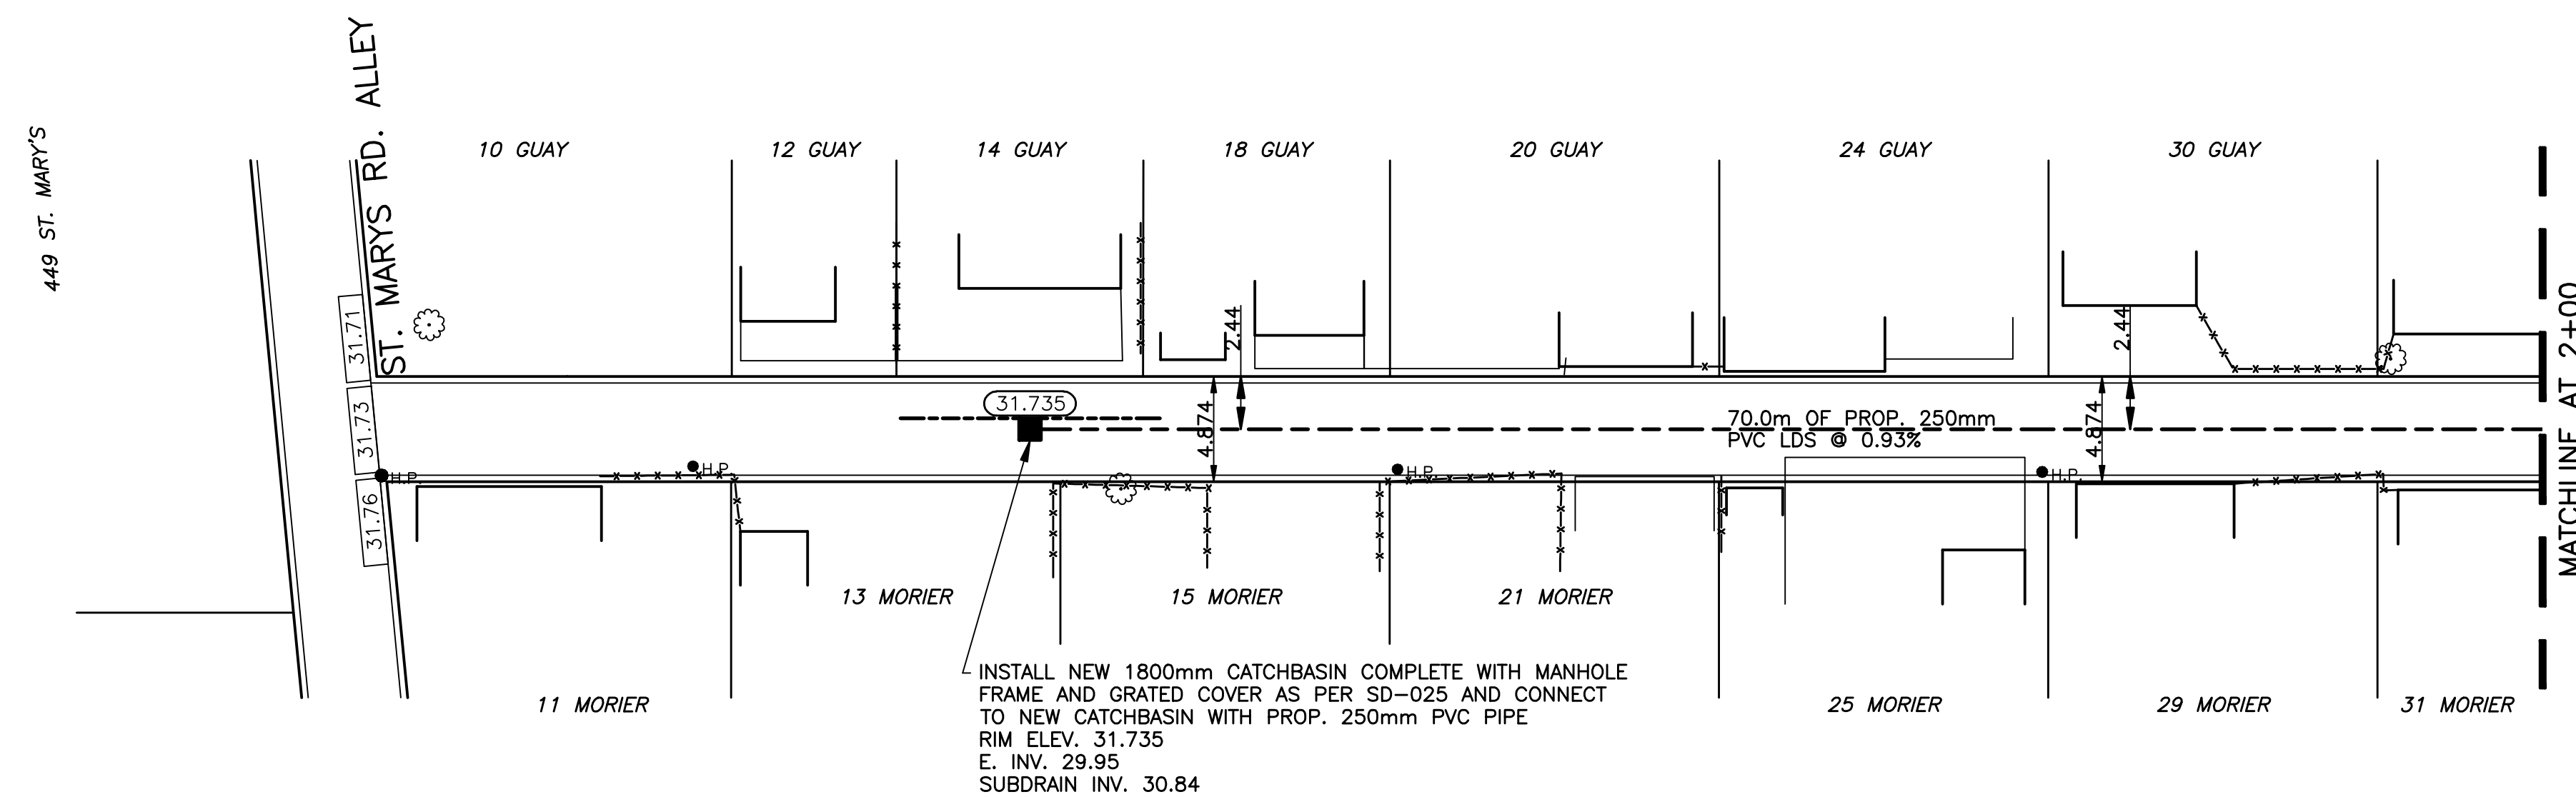 449 ST. MARY'S
ST. MARYS RD. ALLEY
10 GUAY
12 GUAY
14 GUAY
18 GUAY
20 GUAY
24 GUAY
30 GUAY
31.71
31.73
31.76
31.735
2.44
2.44
4.874
4.874
70.0m OF PROP. 250mm
PVC LDS @ 0.93%
H.P.
H.P.
H.P.
H.P.
MATCHLINE AT 2+00
11 MORIER
13 MORIER
15 MORIER
21 MORIER
25 MORIER
29 MORIER
31 MORIER
INSTALL NEW 1800mm CATCHBASIN COMPLETE WITH MANHOLE
FRAME AND GRATED COVER AS PER SD-025 AND CONNECT
TO NEW CATCHBASIN WITH PROP. 250mm PVC PIPE
RIM ELEV. 31.735
E. INV. 29.95
SUBDRAIN INV. 30.84